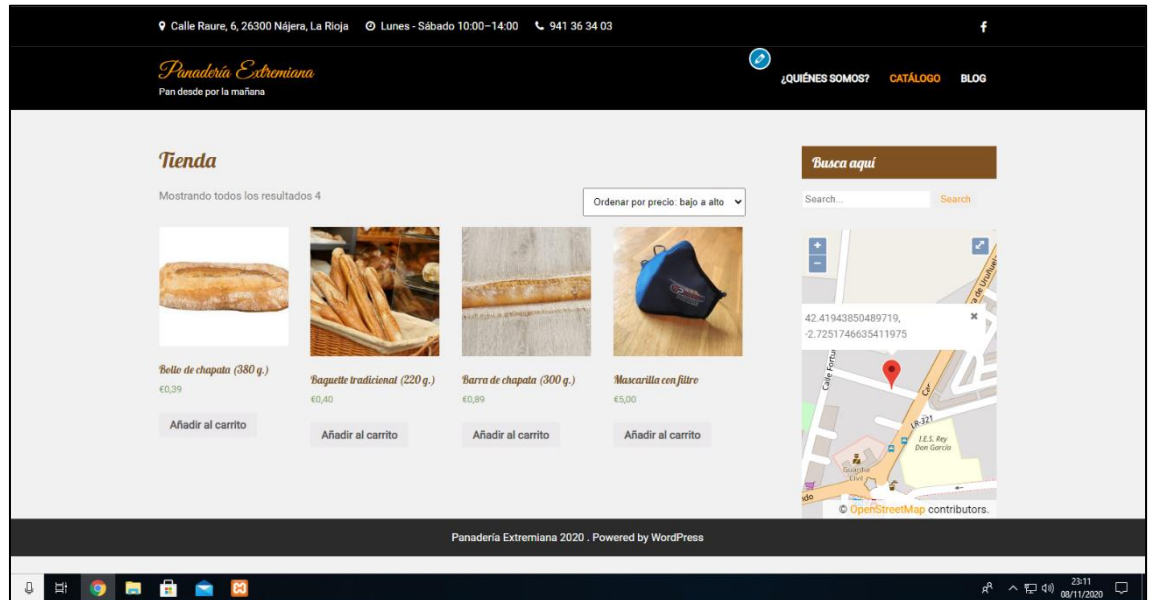 Calle Raure, 6, 26300 Nájera, La Rioja Lunes - Sábado 10:00–14:00 941 36 34 03
Panadería Extremiana
Pan desde por la mañana
¿QUIÉNES SOMOS? CATÁLOGO BLOG
Tienda
Mostrando todos los resultados 4
Ordenar por precio: bajo a alto
Bollo de chapata (380 g.)
€0,39
Añadir al carrito
Baguette tradicional (220 g.)
€0,40
Añadir al carrito
Barra de chapata (300 g.)
€0,89
Añadir al carrito
Mascarilla con filtro
€5,00
Añadir al carrito
Busca aquí
Search... Search
+
−
de Uruñuela
42.41943850489719,
-2.7251746635411975
Calle Fortu
Car
LR-321
I.E.S. Rey
Don García
Guardia
Civil
ndo
© OpenStreetMap contributors.
Panadería Extremiana 2020 . Powered by WordPress
23:11
08/11/2020